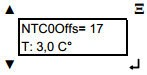 NTC0Offs= 17
T: 3,0 C°